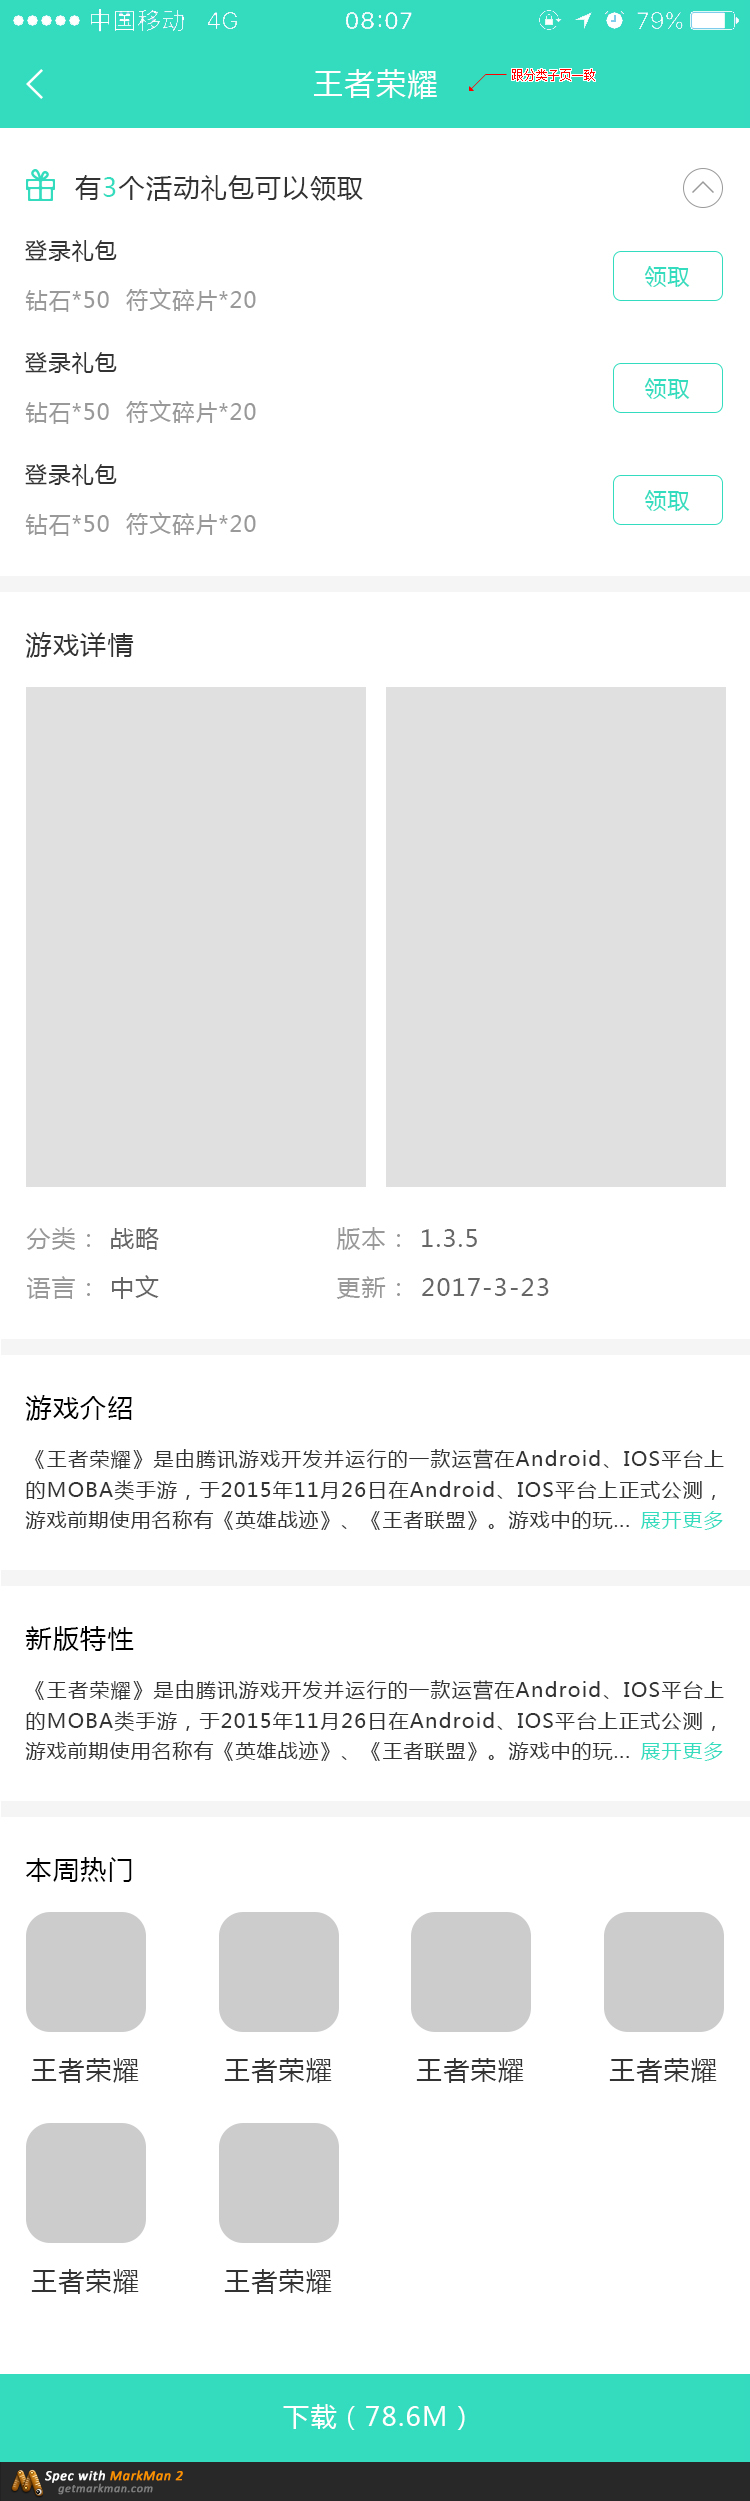 中国移动 4G 08:07 79%
王者荣耀
跟分类子页一致
有3个活动礼包可以领取
登录礼包
钻石*50 符文碎片*20
领取
登录礼包
钻石*50 符文碎片*20
领取
登录礼包
钻石*50 符文碎片*20
领取
游戏详情
分类： 战略 版本： 1.3.5
语言： 中文 更新： 2017-3-23
游戏介绍
《王者荣耀》是由腾讯游戏开发并运行的一款运营在Android、IOS平台上
的MOBA类手游，于2015年11月26日在Android、IOS平台上正式公测，
游戏前期使用名称有《英雄战迹》、《王者联盟》。游戏中的玩... 展开更多
新版特性
《王者荣耀》是由腾讯游戏开发并运行的一款运营在Android、IOS平台上
的MOBA类手游，于2015年11月26日在Android、IOS平台上正式公测，
游戏前期使用名称有《英雄战迹》、《王者联盟》。游戏中的玩... 展开更多
本周热门
王者荣耀 王者荣耀 王者荣耀 王者荣耀
王者荣耀 王者荣耀
下载（78.6M）
Spec with MarkMan 2
getmarkman.com